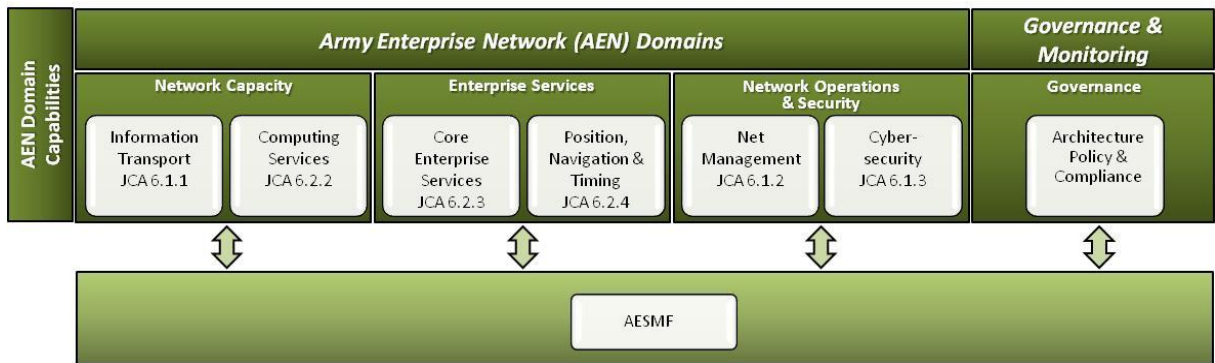 AEN Domain
Capabilities
Army Enterprise Network (AEN) Domains
Governance &
Monitoring
Network Capacity
Enterprise Services
Network Operations
& Security
Governance
Information
Transport
JCA 6.1.1
Computing
Services
JCA 6.2.2
Core
Enterprise
Services
JCA 6.2.3
Position,
Navigation &
Timing
JCA 6.2.4
Net
Management
JCA 6.1.2
Cyber-
security
JCA 6.1.3
Architecture
Policy &
Compliance
AESMF